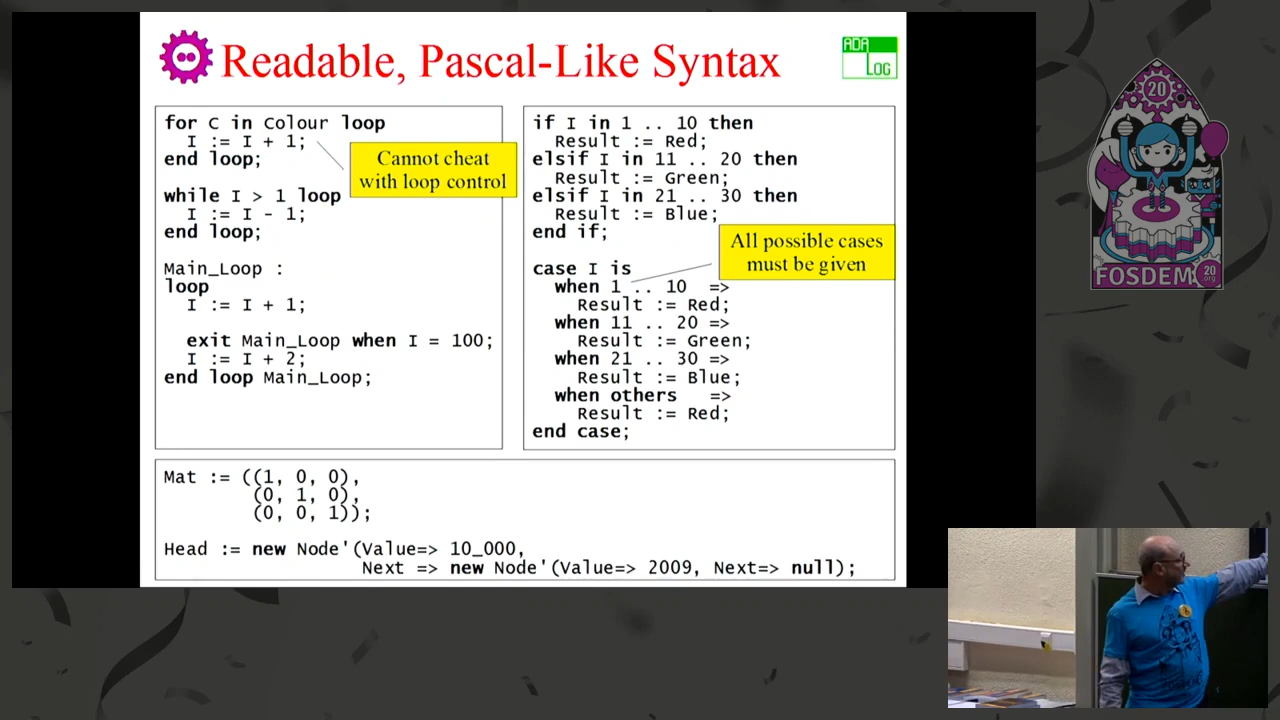 Readable, Pascal-Like Syntax
ADA
LOG
for C in Colour loop
I := I + 1;
end loop;
Cannot cheat
with loop control
while I > 1 loop
I := I - 1;
end loop;
Main_Loop :
loop
I := I + 1;
exit Main_Loop when I = 100;
I := I + 2;
end loop Main_Loop;
if I in 1 .. 10 then
Result := Red;
elsif I in 11 .. 20 then
Result := Green;
elsif I in 21 .. 30 then
Result := Blue;
end if;
All possible cases
must be given
case I is
when 1 .. 10 =>
Result := Red;
when 11 .. 20 =>
Result := Green;
when 21 .. 30 =>
Result := Blue;
when others =>
Result := Red;
end case;
Mat := ((1, 0, 0),
(0, 1, 0),
(0, 0, 1));
Head := new Node'(Value=> 10_000,
Next => new Node'(Value=> 2009, Next=> null);
20
FOSDEM
20
.org